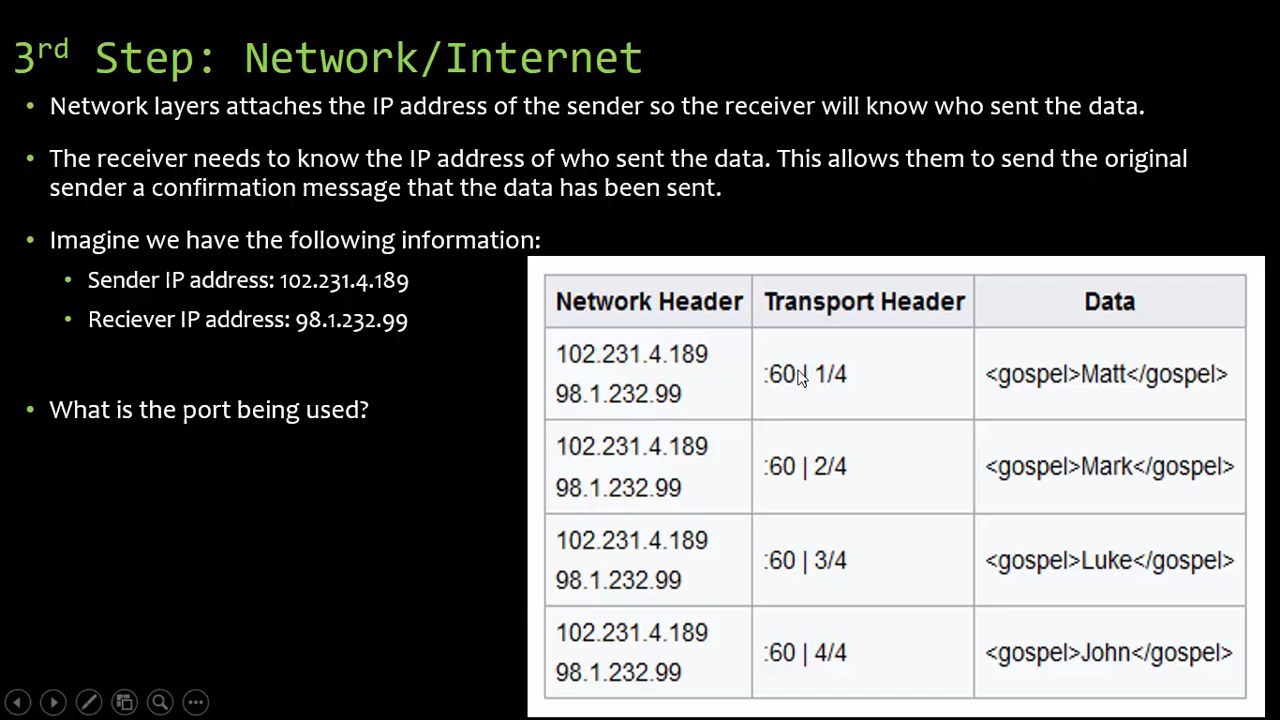 3rd Step: Network/Internet
• Network layers attaches the IP address of the sender so the receiver will know who sent the data.
• The receiver needs to know the IP address of who sent the data. This allows them to send the original
sender a confirmation message that the data has been sent.
• Imagine we have the following information:
• Sender IP address: 102.231.4.189
• Reciever IP address: 98.1.232.99
• What is the port being used?
Network Header Transport Header Data
102.231.4.189
98.1.232.99
:60 | 1/4
<gospel>Matt</gospel>
102.231.4.189
98.1.232.99
:60 | 2/4
<gospel>Mark</gospel>
102.231.4.189
98.1.232.99
:60 | 3/4
<gospel>Luke</gospel>
102.231.4.189
98.1.232.99
:60 | 4/4
<gospel>John</gospel>